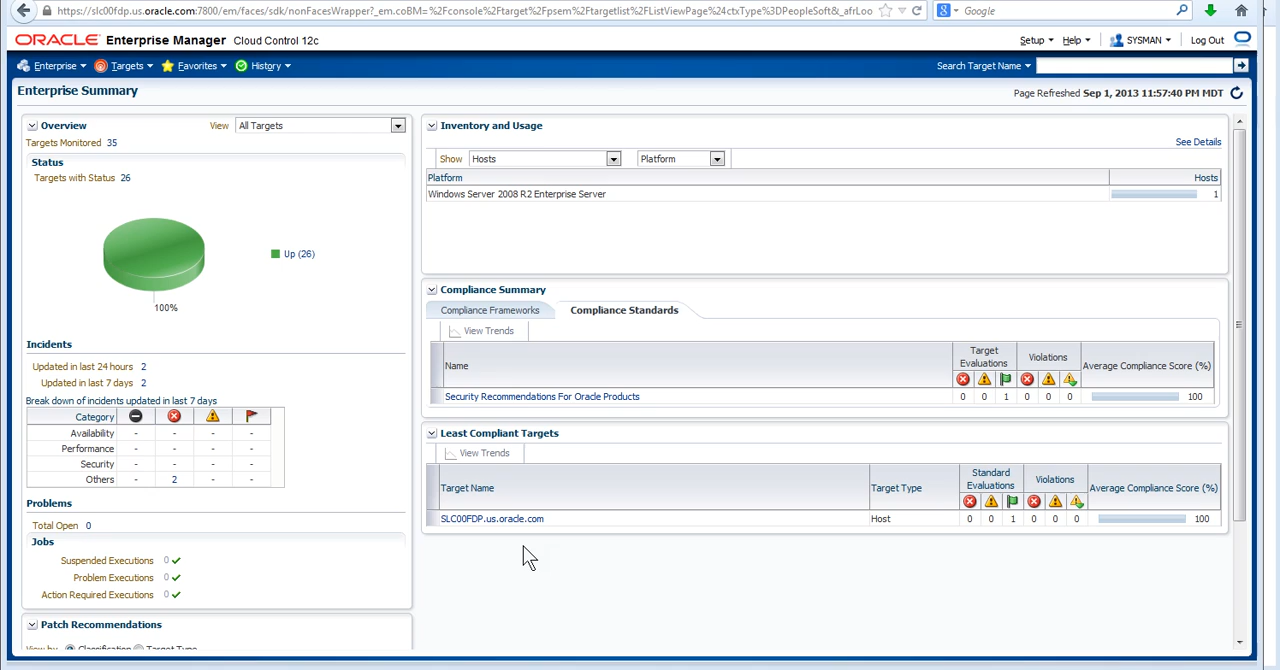 https://slc00fdp.us.oracle.com:7800/em/faces/sdk/nonFacesWrapper?_em.coBM=%2Fconsole%2Ftarget%2Fpsem%2Ftargetlist%2FListViewPage%24ctxType%3DPeopleSoft&_afrLoo
Google
ORACLE Enterprise Manager Cloud Control 12c
Setup Help SYSMAN Log Out
Enterprise Targets Favorites History Search Target Name
Enterprise Summary
Page Refreshed Sep 1, 2013 11:57:40 PM MDT
Overview View All Targets
Targets Monitored 35
Status
Targets with Status 26
Up (26)
100%
Incidents
Updated in last 24 hours 2
Updated in last 7 days 2
Break down of incidents updated in last 7 days
Category
Availability - - - -
Performance - - - -
Security - - - -
Others - 2 - -
Problems
Total Open 0
Jobs
Suspended Executions 0
Problem Executions 0
Action Required Executions 0
Patch Recommendations
View by Classification Target Type
Inventory and Usage
See Details
Show Hosts Platform
Platform Hosts
Windows Server 2008 R2 Enterprise Server 1
Compliance Summary
Compliance Frameworks Compliance Standards
View Trends
Name Target Evaluations Violations Average Compliance Score (%)
Security Recommendations For Oracle Products 0 0 1 0 0 0 100
Least Compliant Targets
View Trends
Target Name Target Type Standard Evaluations Violations Average Compliance Score (%)
SLC00FDP.us.oracle.com Host 0 0 1 0 0 0 100